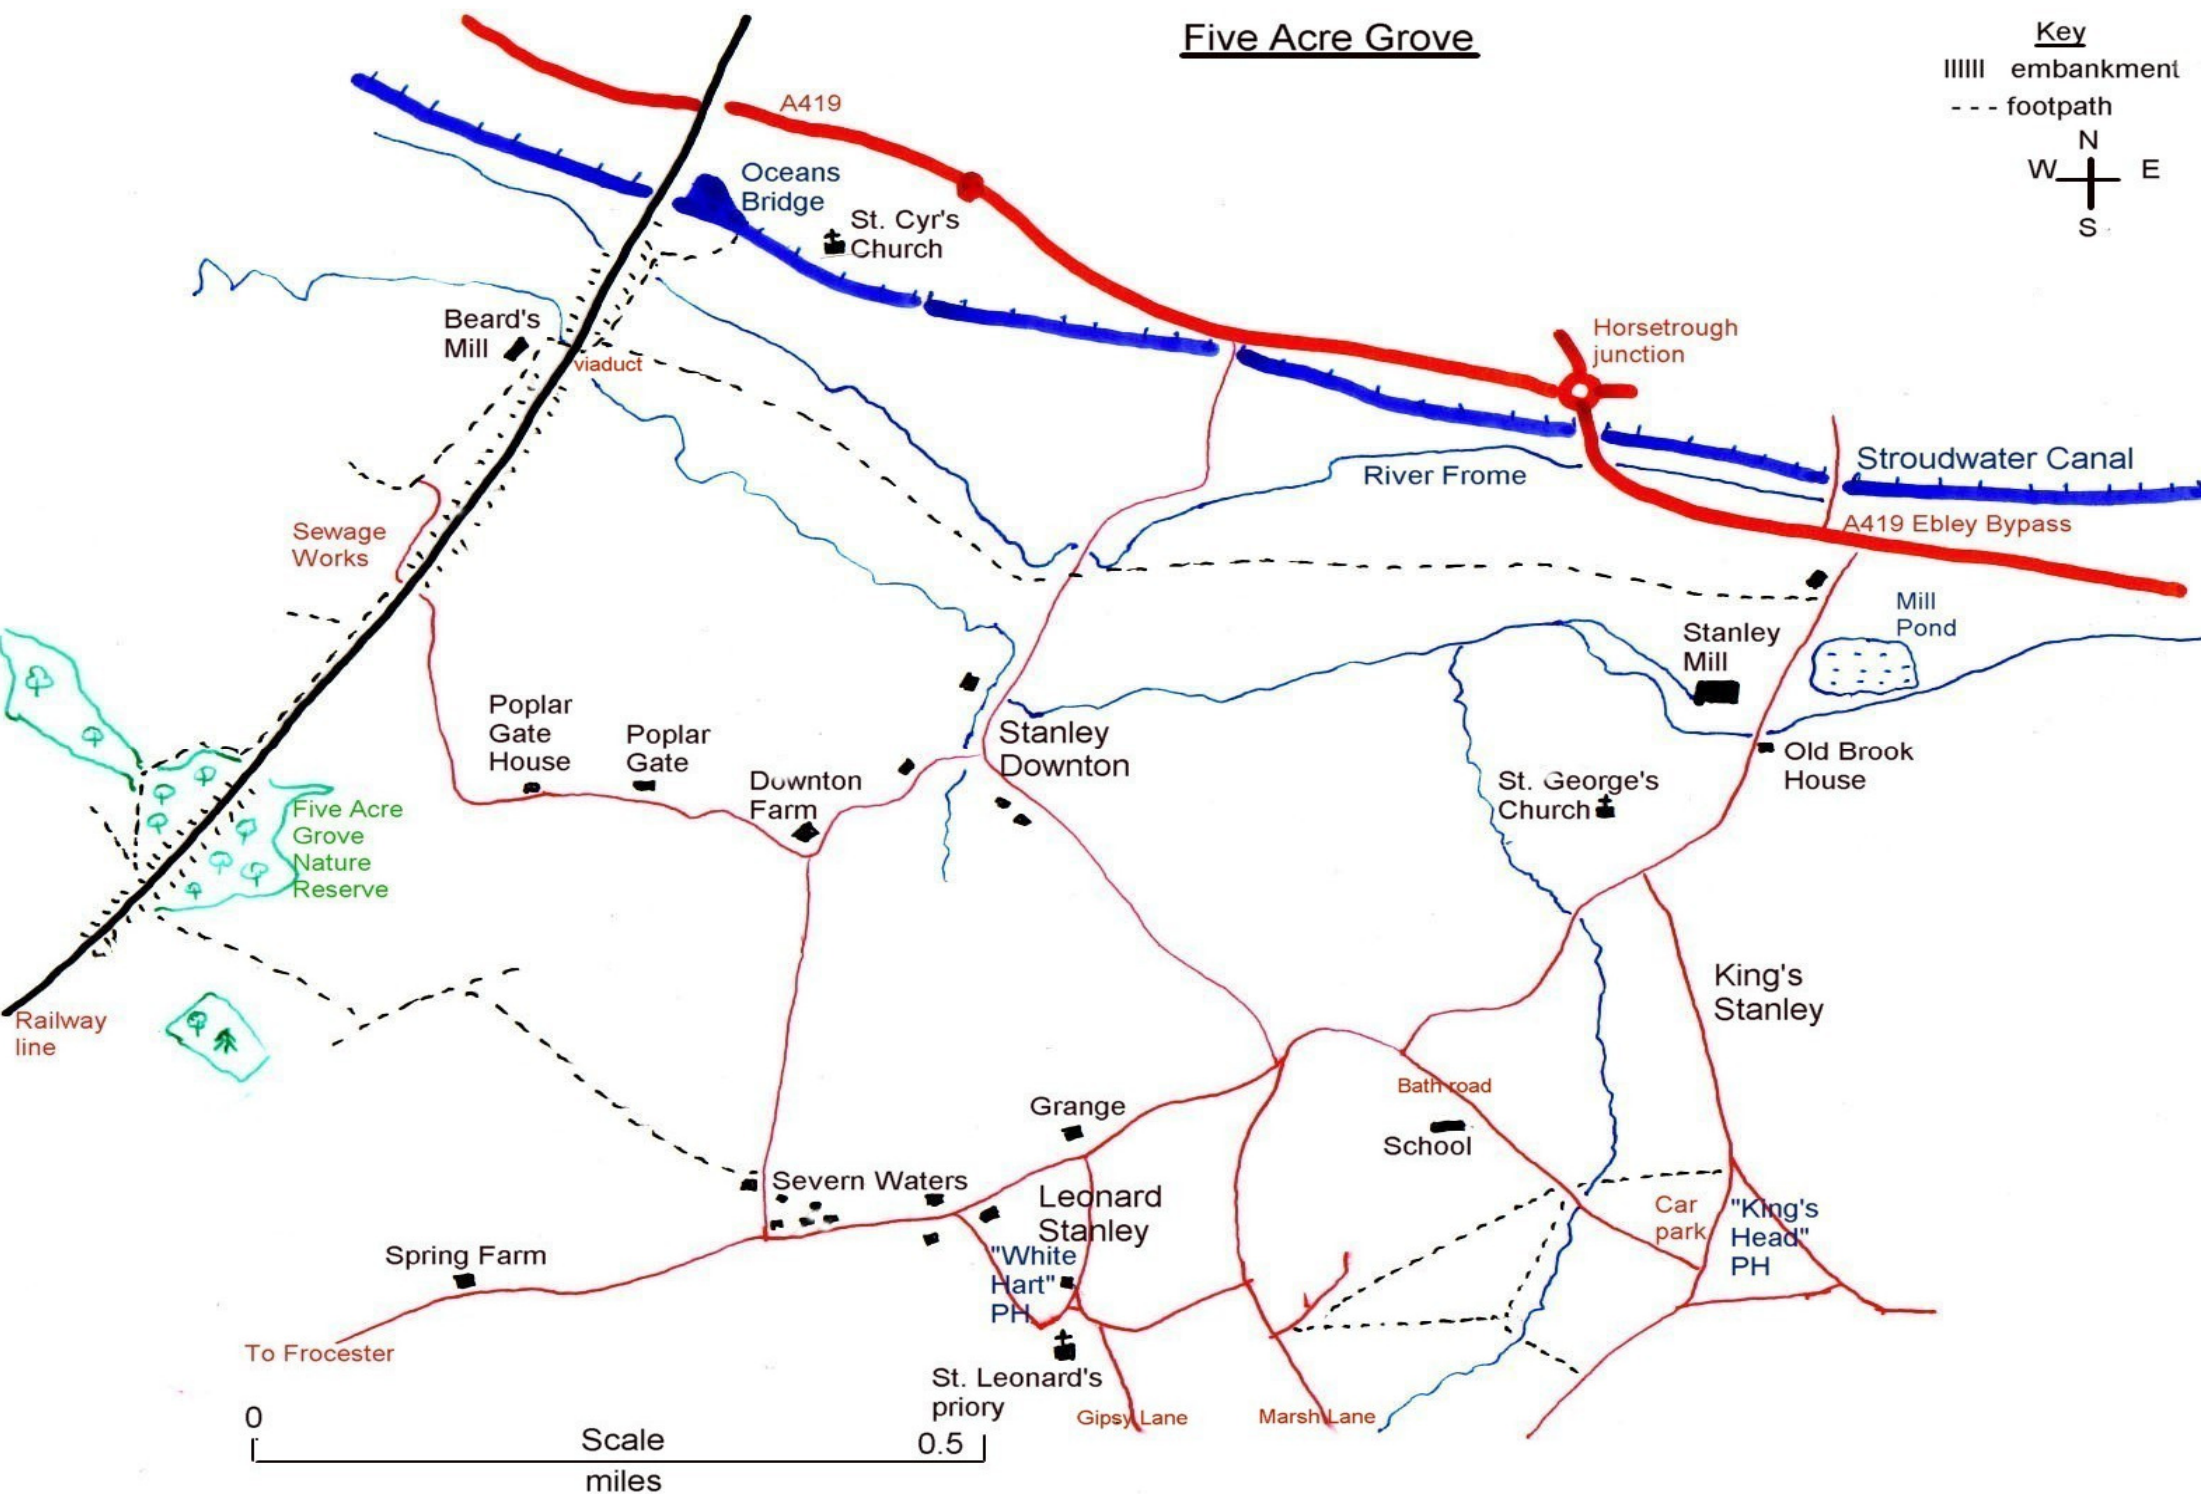 Five Acre Grove
Key
IIIIII embankment
- - - footpath
N
W E
S
A419
Oceans
Bridge
St. Cyr's
Church
Beard's
Mill
viaduct
Horsetrough
junction
Stroudwater Canal
River Frome
A419 Ebley Bypass
Sewage
Works
Mill
Pond
Stanley
Mill
Poplar
Gate
House
Poplar
Gate
Downton
Farm
Stanley
Downton
St. George's
Church
Old Brook
House
Five Acre
Grove
Nature
Reserve
King's
Stanley
Railway
line
Bath road
Grange
School
Severn Waters
Leonard
Stanley
Car
park
"King's
Head"
PH
Spring Farm
"White
Hart"
PH
To Frocester
St. Leonard's
priory
Gipsy Lane
Marsh Lane
0
Scale
0.5
miles